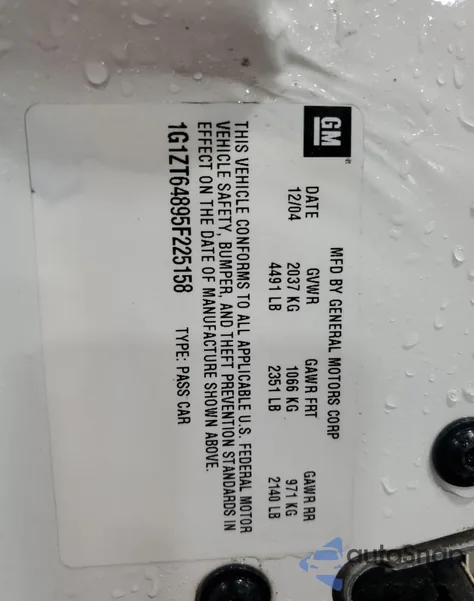 GM
MFD BY GENERAL MOTORS CORP
DATE GVWR GAWR FRT GAWR RR
12/04 2037 KG 1066 KG 971 KG
4491 LB 2351 LB 2140 LB
THIS VEHICLE CONFORMS TO ALL APPLICABLE U.S. FEDERAL MOTOR
VEHICLE SAFETY, BUMPER, AND THEFT PREVENTION STANDARDS IN
EFFECT ON THE DATE OF MANUFACTURE SHOWN ABOVE.
1G1ZT64895F225158 TYPE: PASS CAR
autoSnap